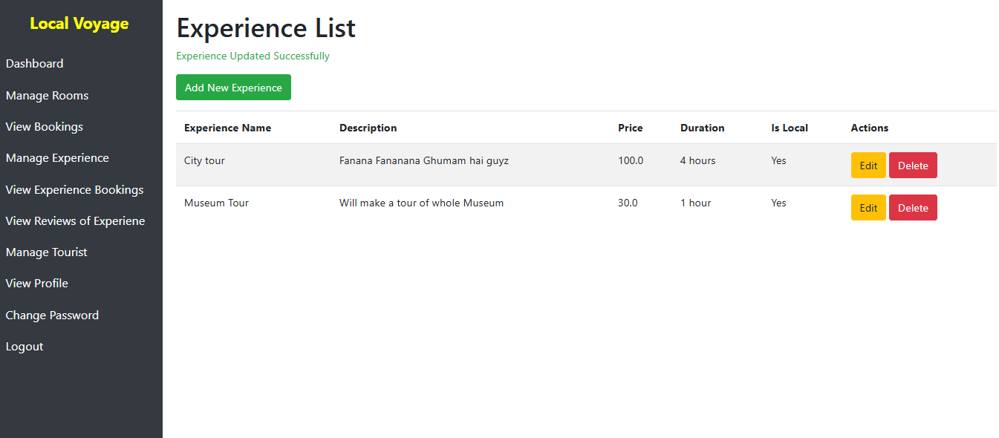 Local Voyage
Dashboard
Manage Rooms
View Bookings
Manage Experience
View Experience Bookings
View Reviews of Experiene
Manage Tourist
View Profile
Change Password
Logout
Experience List
Experience Updated Successfully
Add New Experience
Experience Name Description Price Duration Is Local Actions
City tour Fanana Fananana Ghumam hai guyz 100.0 4 hours Yes Edit Delete
Museum Tour Will make a tour of whole Museum 30.0 1 hour Yes Edit Delete